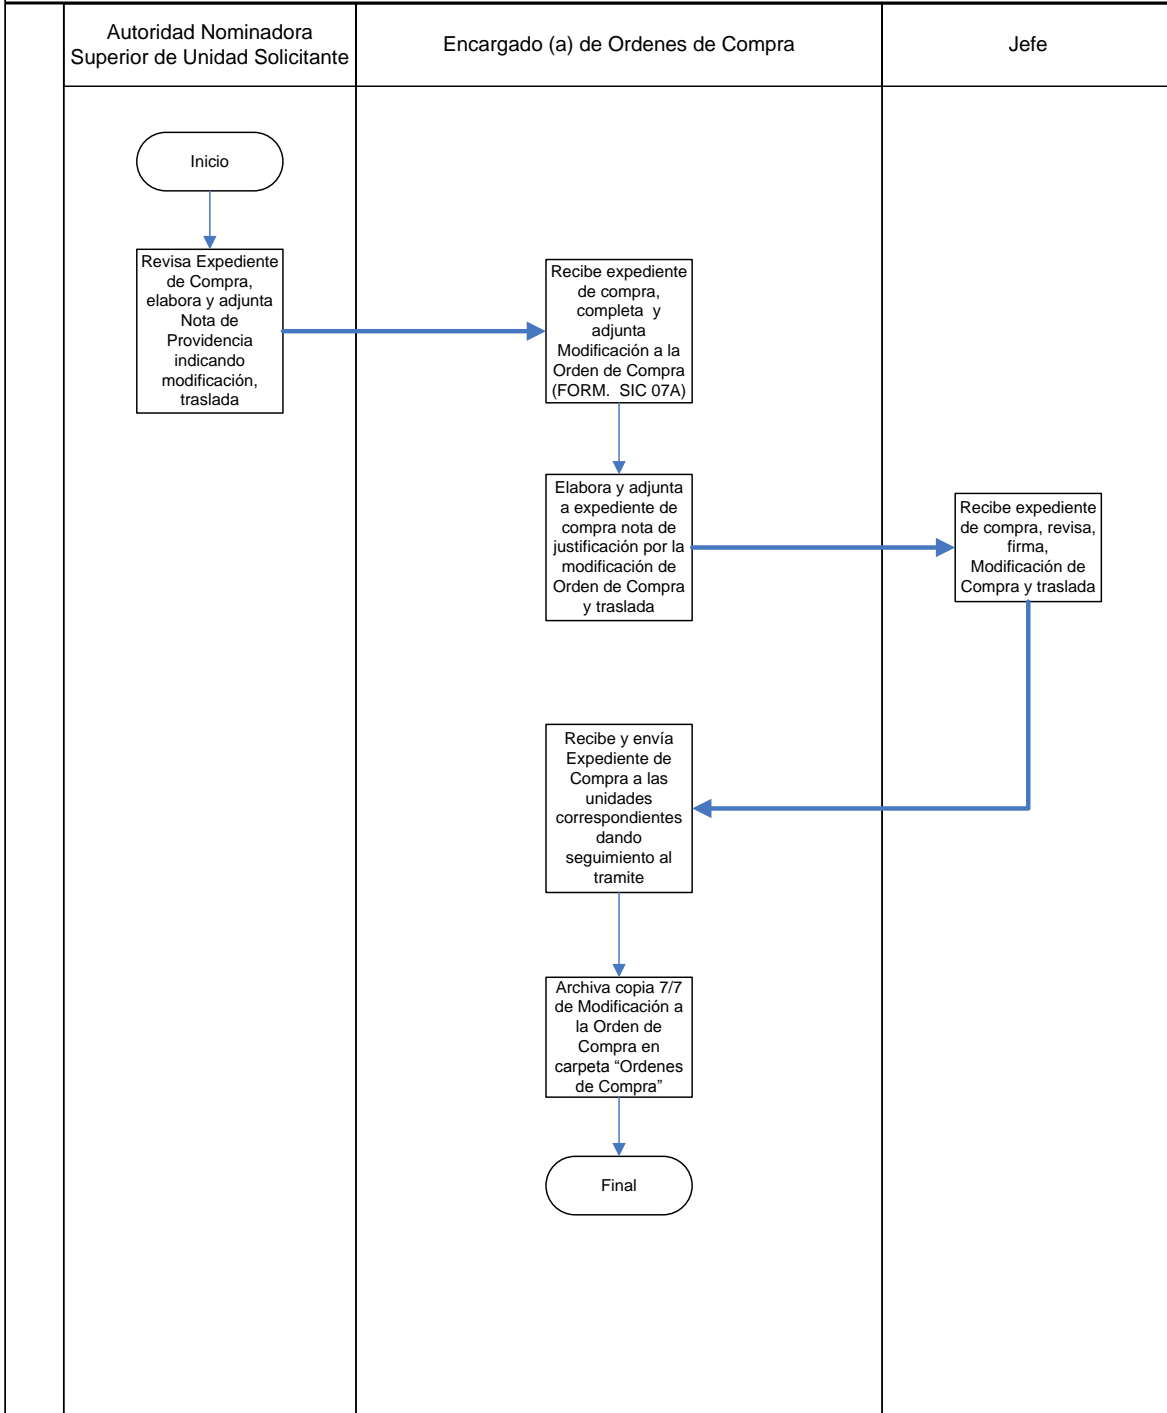 Autoridad Nominadora
Superior de Unidad Solicitante
Encargado (a) de Ordenes de Compra
Jefe
Inicio
Revisa Expediente
de Compra,
elabora y adjunta
Nota de
Providencia
indicando
modificación,
traslada
Recibe expediente
de compra,
completa y
adjunta
Modificación a la
Orden de Compra
(FORM. SIC 07A)
Elabora y adjunta
a expediente de
compra nota de
justificación por la
modificación de
Orden de Compra
y traslada
Recibe expediente
de compra, revisa,
firma,
Modificación de
Compra y traslada
Recibe y envía
Expediente de
Compra a las
unidades
correspondientes
dando
seguimiento al
tramite
Archiva copia 7/7
de Modificación a
la Orden de
Compra en
carpeta “Ordenes
de Compra”
Final